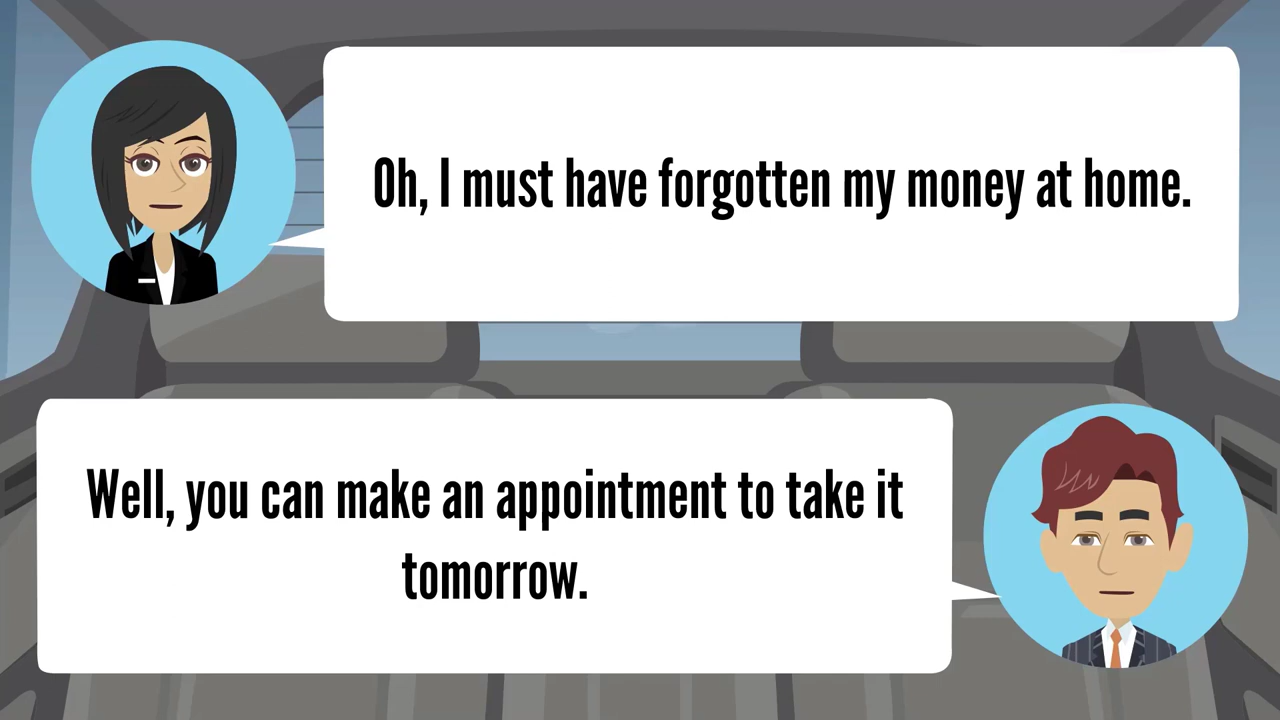 Oh, I must have forgotten my money at home.
Well, you can make an appointment to take it
tomorrow.